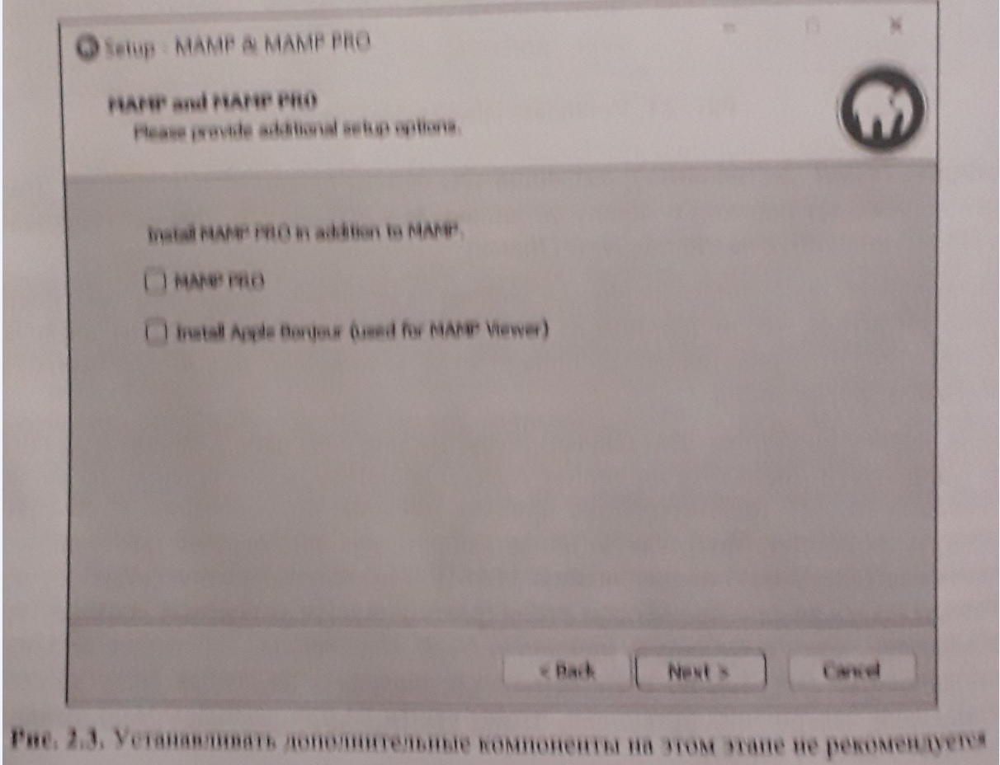 Setup - MAMP & MAMP PRO
MAMP and MAMP PRO
Please provide additional setup options.
Install MAMP PRO in addition to MAMP.
MAMP PRO
Install Apple Bonjour (used for MAMP Viewer)
< Back
Next >
Cancel
Рис. 2.3. Устанавливать дополнительные компоненты на этом этапе не рекомендуется